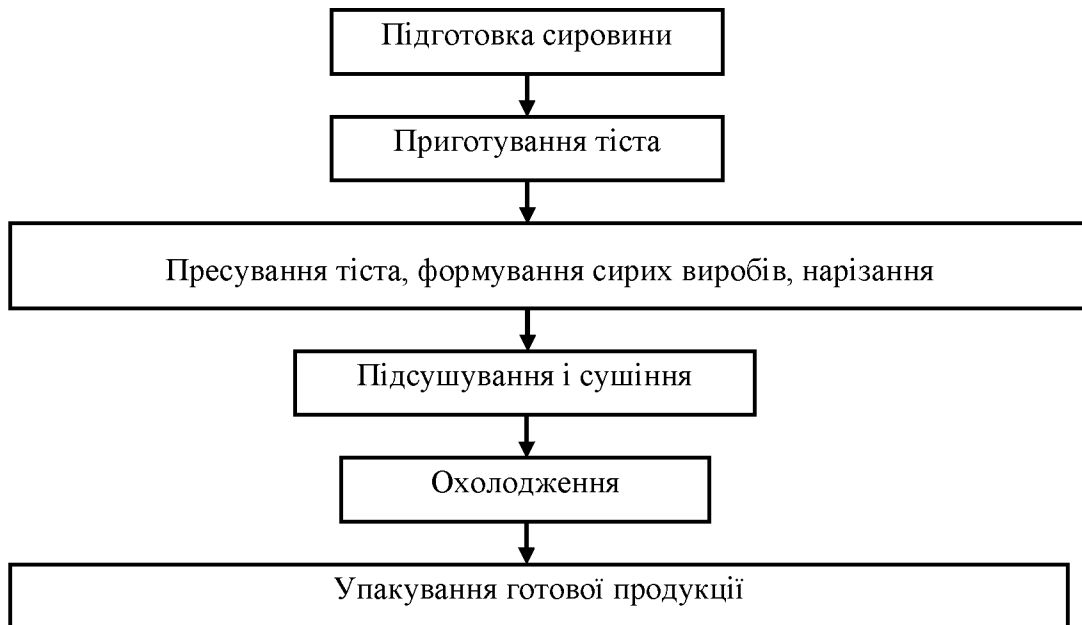 Підготовка сировини
Приготування тіста
Пресування тіста, формування сирих виробів, нарізання
Підсушування і сушіння
Охолодження
Упакування готової продукції